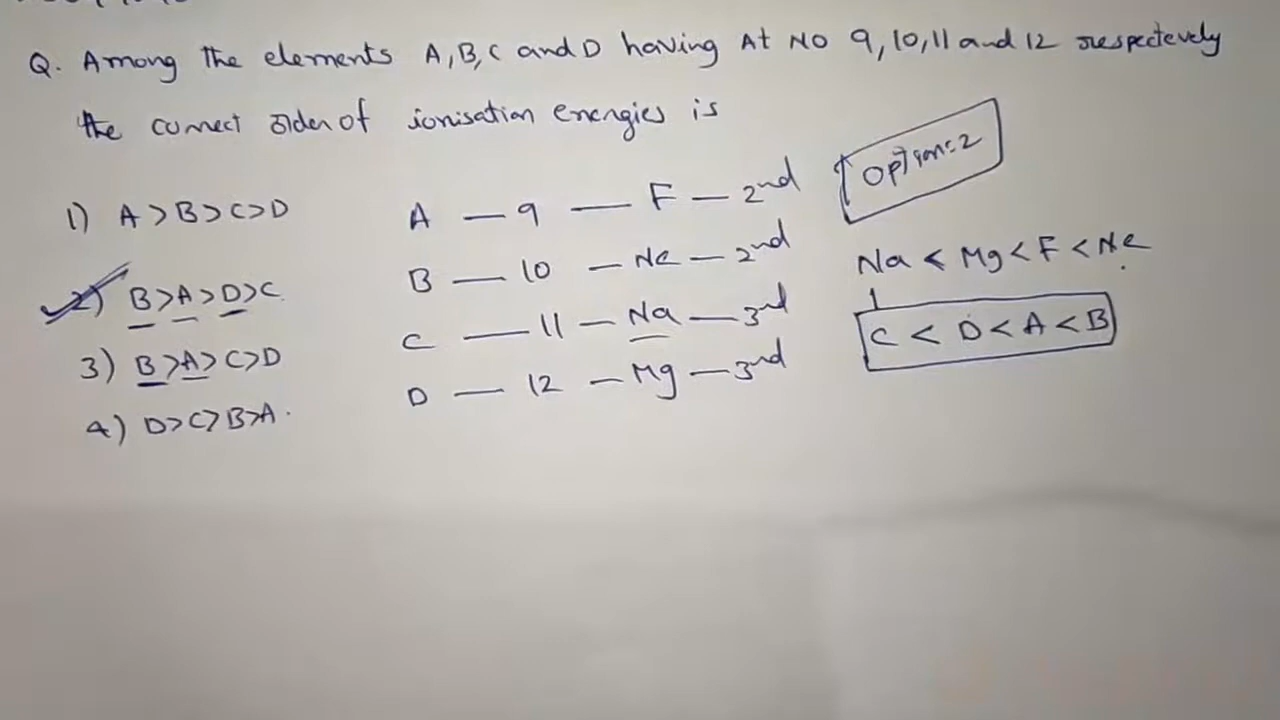 Q. Among the elements A, B, C and D having At No 9, 10, 11 and 12 respectevely
the correct order of ionisation energies is
1) A > B > C > D
2) B > A > D > C
3) B > A > C > D
4) D > C > B > A.
A — 9 — F — 2nd
B — 10 — Ne — 2nd
C — 11 — Na — 3rd
D — 12 — Mg — 3rd
Option: 2
Na < Mg < F < Ne
C < D < A < B